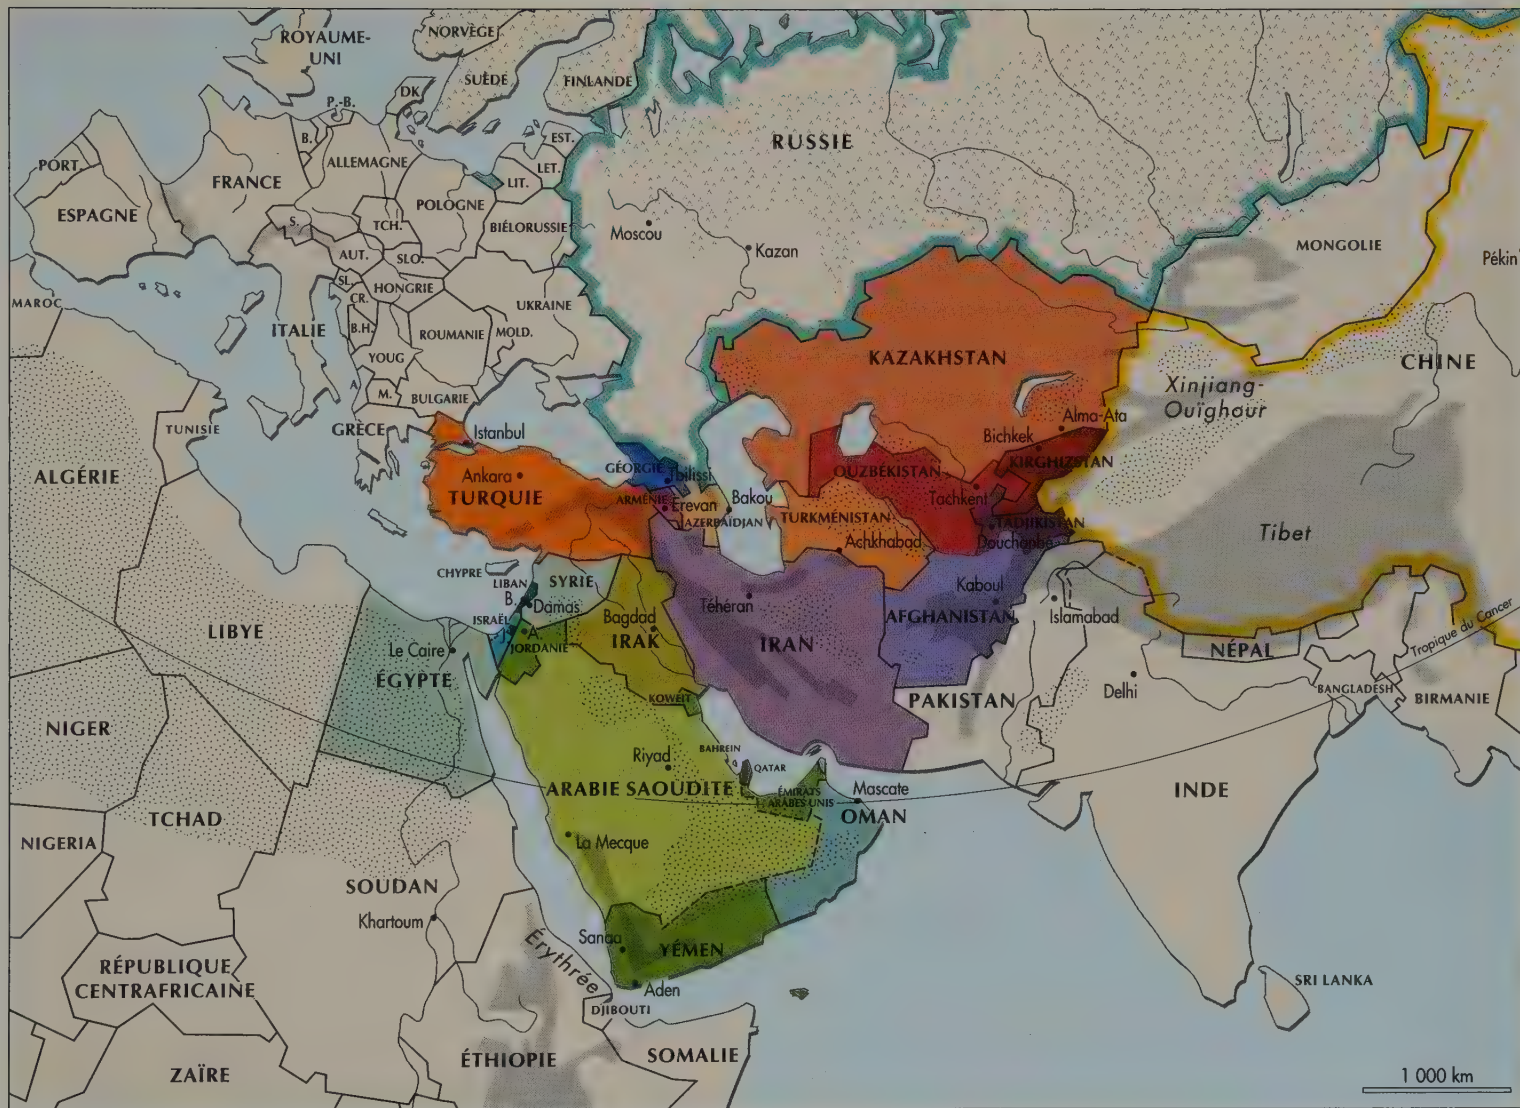 ROYAUME-
UNI
NORVÈGE
SUÈDE
FINLANDE
P.-B.
DK
EST.
RUSSIE
B.
PORT.
ALLEMAGNE
LET.
FRANCE
LIT.
POLOGNE
ESPAGNE
S.
TCH.
BIÉLORUSSIE
Moscou
Kazan
MONGOLIE
Pékin
AUT.
SLO.
SL.
HONGRIE
MAROC
CR.
UKRAINE
ITALIE
B.H.
ROUMANIE
MOLD.
YOUG
KAZAKHSTAN
CHINE
A
M.
BULGARIE
Xinjiang-
Ouïghour
TUNISIE
GRÈCE
Istanbul
Alma-Ata
Bichkek
ALGÉRIE
Ankara
TURQUIE
GÉORGIE
Tbilissi
OUZBÉKISTAN
KIRGHIZSTAN
ARMÉNIE
Erevan
Bakou
Tachkent
AZERBAÏDJAN
TURKMÉNISTAN
TADJIKISTAN
Achkhabad
Douchanbe
Tibet
CHYPRE
LIBAN
SYRIE
B.
Damas
Téhéran
Kaboul
AFGHANISTAN
Islamabad
ISRAËL
J.
A.
JORDANIE
Bagdad
IRAK
IRAN
LIBYE
Le Caire
ÉGYPTE
NÉPAL
Tropique du Cancer
KOWEÏT
PAKISTAN
Delhi
BANGLADESH
BIRMANIE
NIGER
Riyad
BAHREIN
QATAR
ARABIE SAOUDITE
ÉMIRATS
ARABES UNIS
Mascate
OMAN
INDE
TCHAD
NIGERIA
La Mecque
SOUDAN
Khartoum
Sanaa
YÉMEN
Érythrée
Aden
RÉPUBLIQUE
CENTRAFRICAINE
SRI LANKA
DJIBOUTI
ÉTHIOPIE
SOMALIE
ZAÏRE
1 000 km